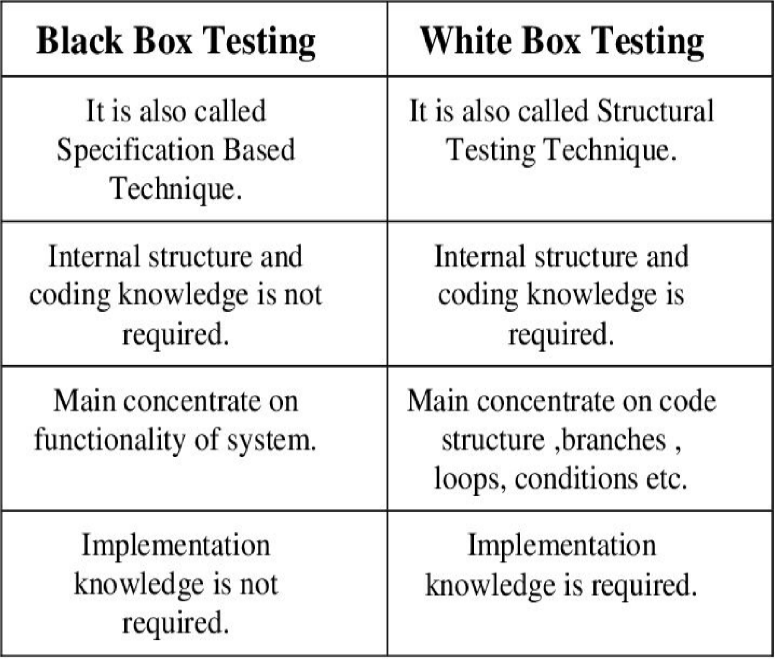 Black Box Testing
White Box Testing
It is also called
Specification Based
Technique.
It is also called Structural
Testing Technique.
Internal structure and
coding knowledge is not
required.
Internal structure and
coding knowledge is
required.
Main concentrate on
functionality of system.
Main concentrate on code
structure ,branches ,
loops, conditions etc.
Implementation
knowledge is not
required.
Implementation
knowledge is required.